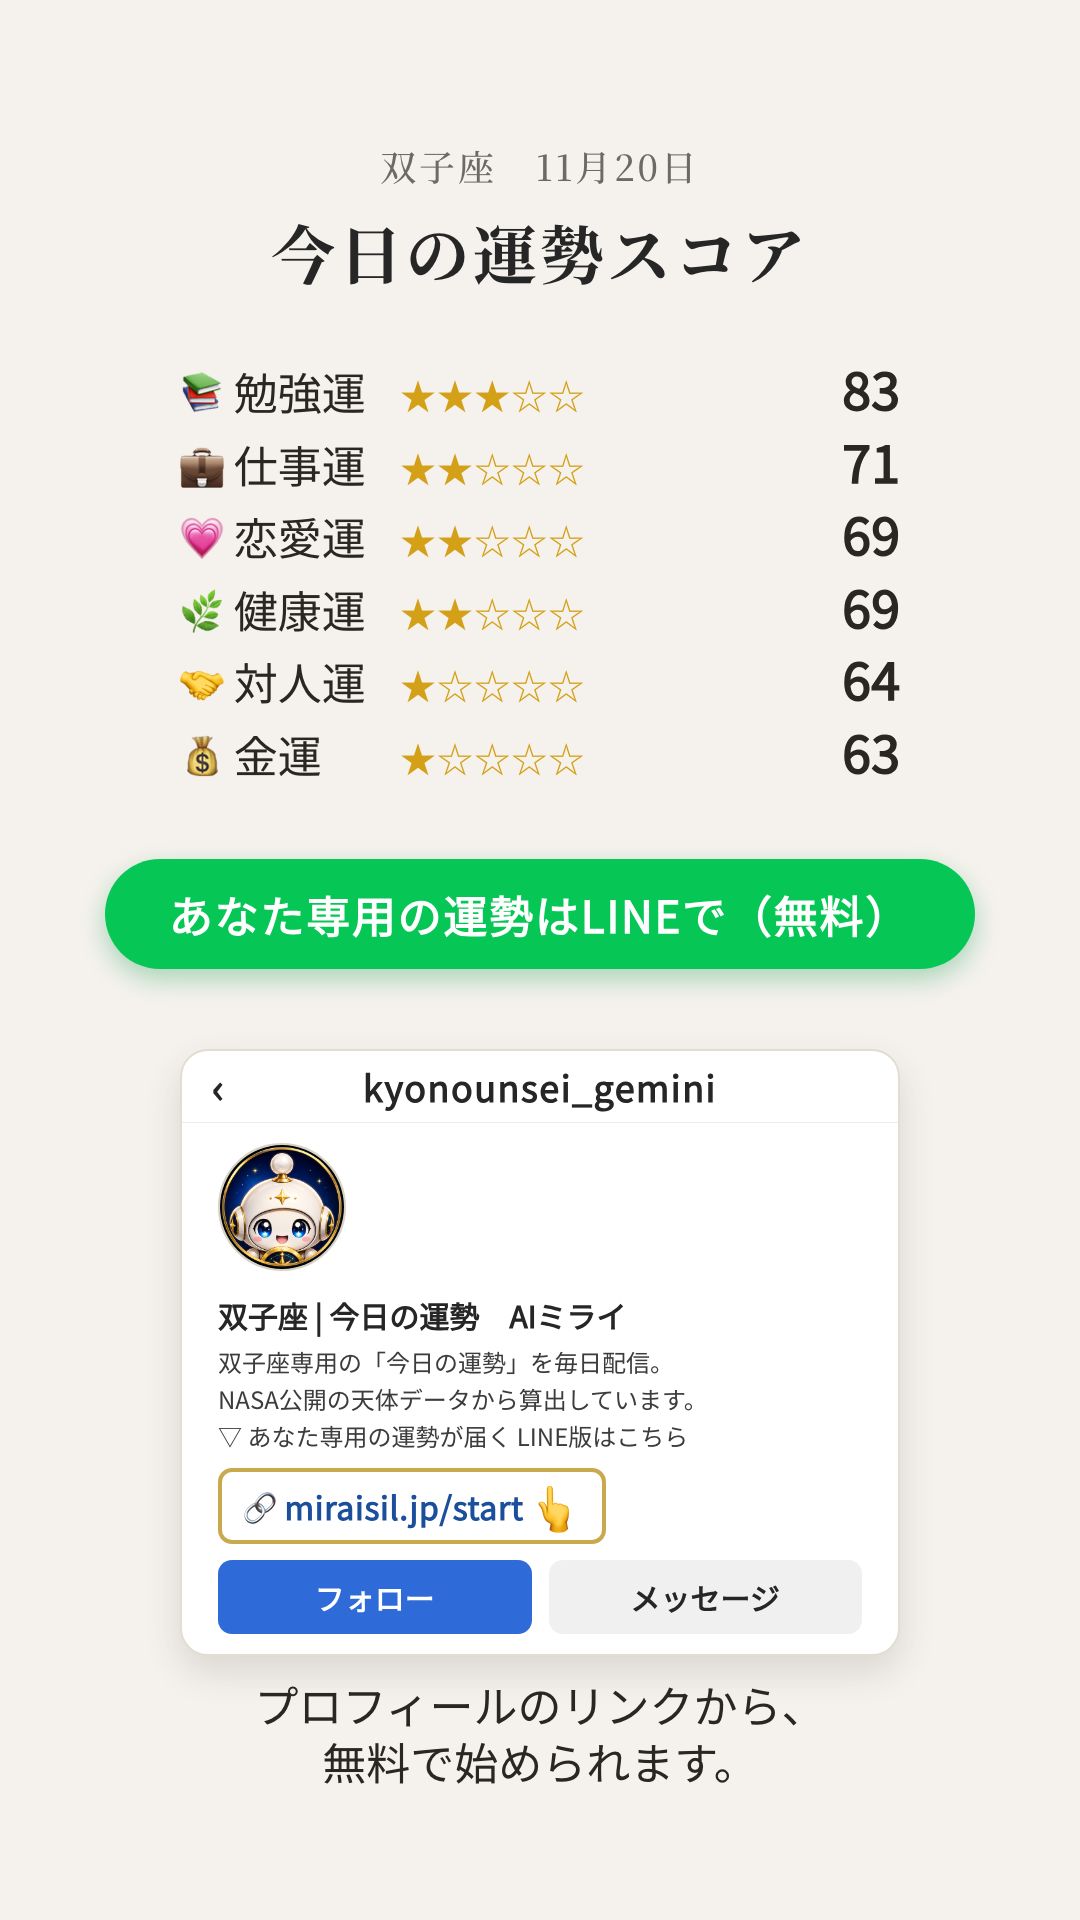 双子座　11月20日
今日の運勢スコア
📚 勉強運 ★★★☆☆ 83
💼 仕事運 ★★☆☆☆ 71
💗 恋愛運 ★★☆☆☆ 69
🌿 健康運 ★★☆☆☆ 69
🤝 対人運 ★☆☆☆☆ 64
💰 金運 ★☆☆☆☆ 63
あなた専用の運勢はLINEで（無料）
‹ kyonounsei_gemini
双子座 | 今日の運勢　AIミライ
双子座専用の「今日の運勢」を毎日配信。
NASA公開の天体データから算出しています。
▽ あなた専用の運勢が届く LINE版はこちら
🔗 miraisil.jp/start 👆
フォロー メッセージ
プロフィールのリンクから、
無料で始められます。